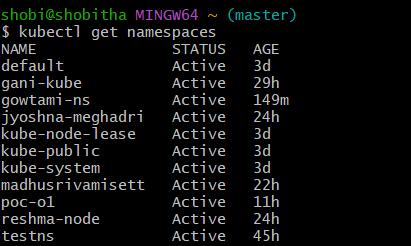 shobi@shobitha MINGW64 ~ (master)
$ kubectl get namespaces
NAME STATUS AGE
default Active 3d
gani-kube Active 29h
gowtami-ns Active 149m
jyoshna-meghadri Active 24h
kube-node-lease Active 3d
kube-public Active 3d
kube-system Active 3d
madhusrivamisett Active 22h
poc-o1 Active 11h
reshma-node Active 24h
testns Active 45h